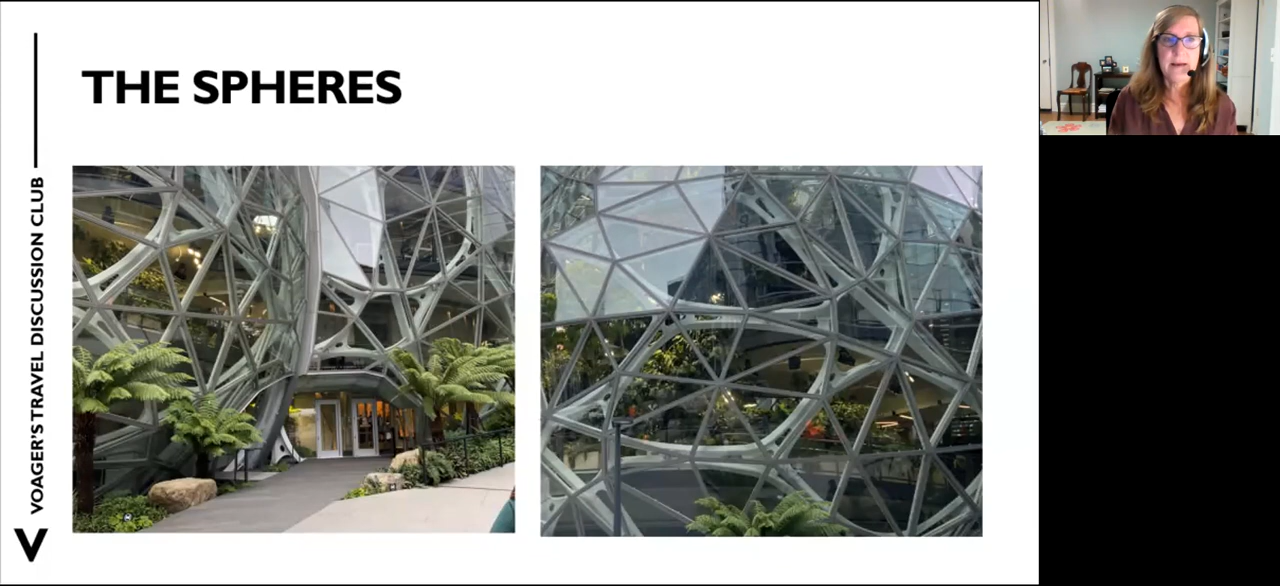 THE SPHERES
VOAGER'S TRAVEL DISCUSSION CLUB
V